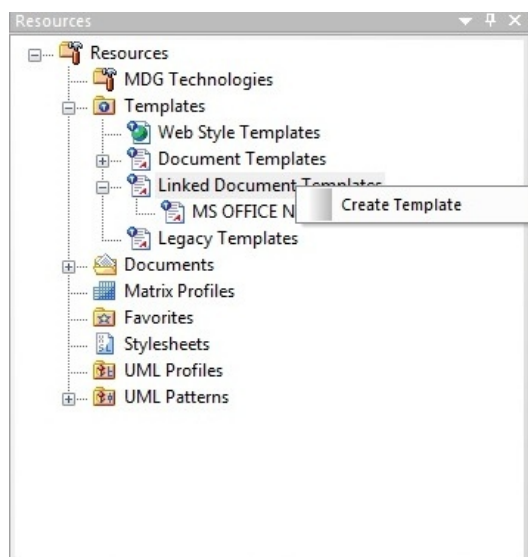 Resources
Resources
MDG Technologies
Templates
Web Style Templates
Document Templates
Linked Document Templates
MS OFFICE N
Create Template
Legacy Templates
Documents
Matrix Profiles
Favorites
Stylesheets
UML Profiles
UML Patterns